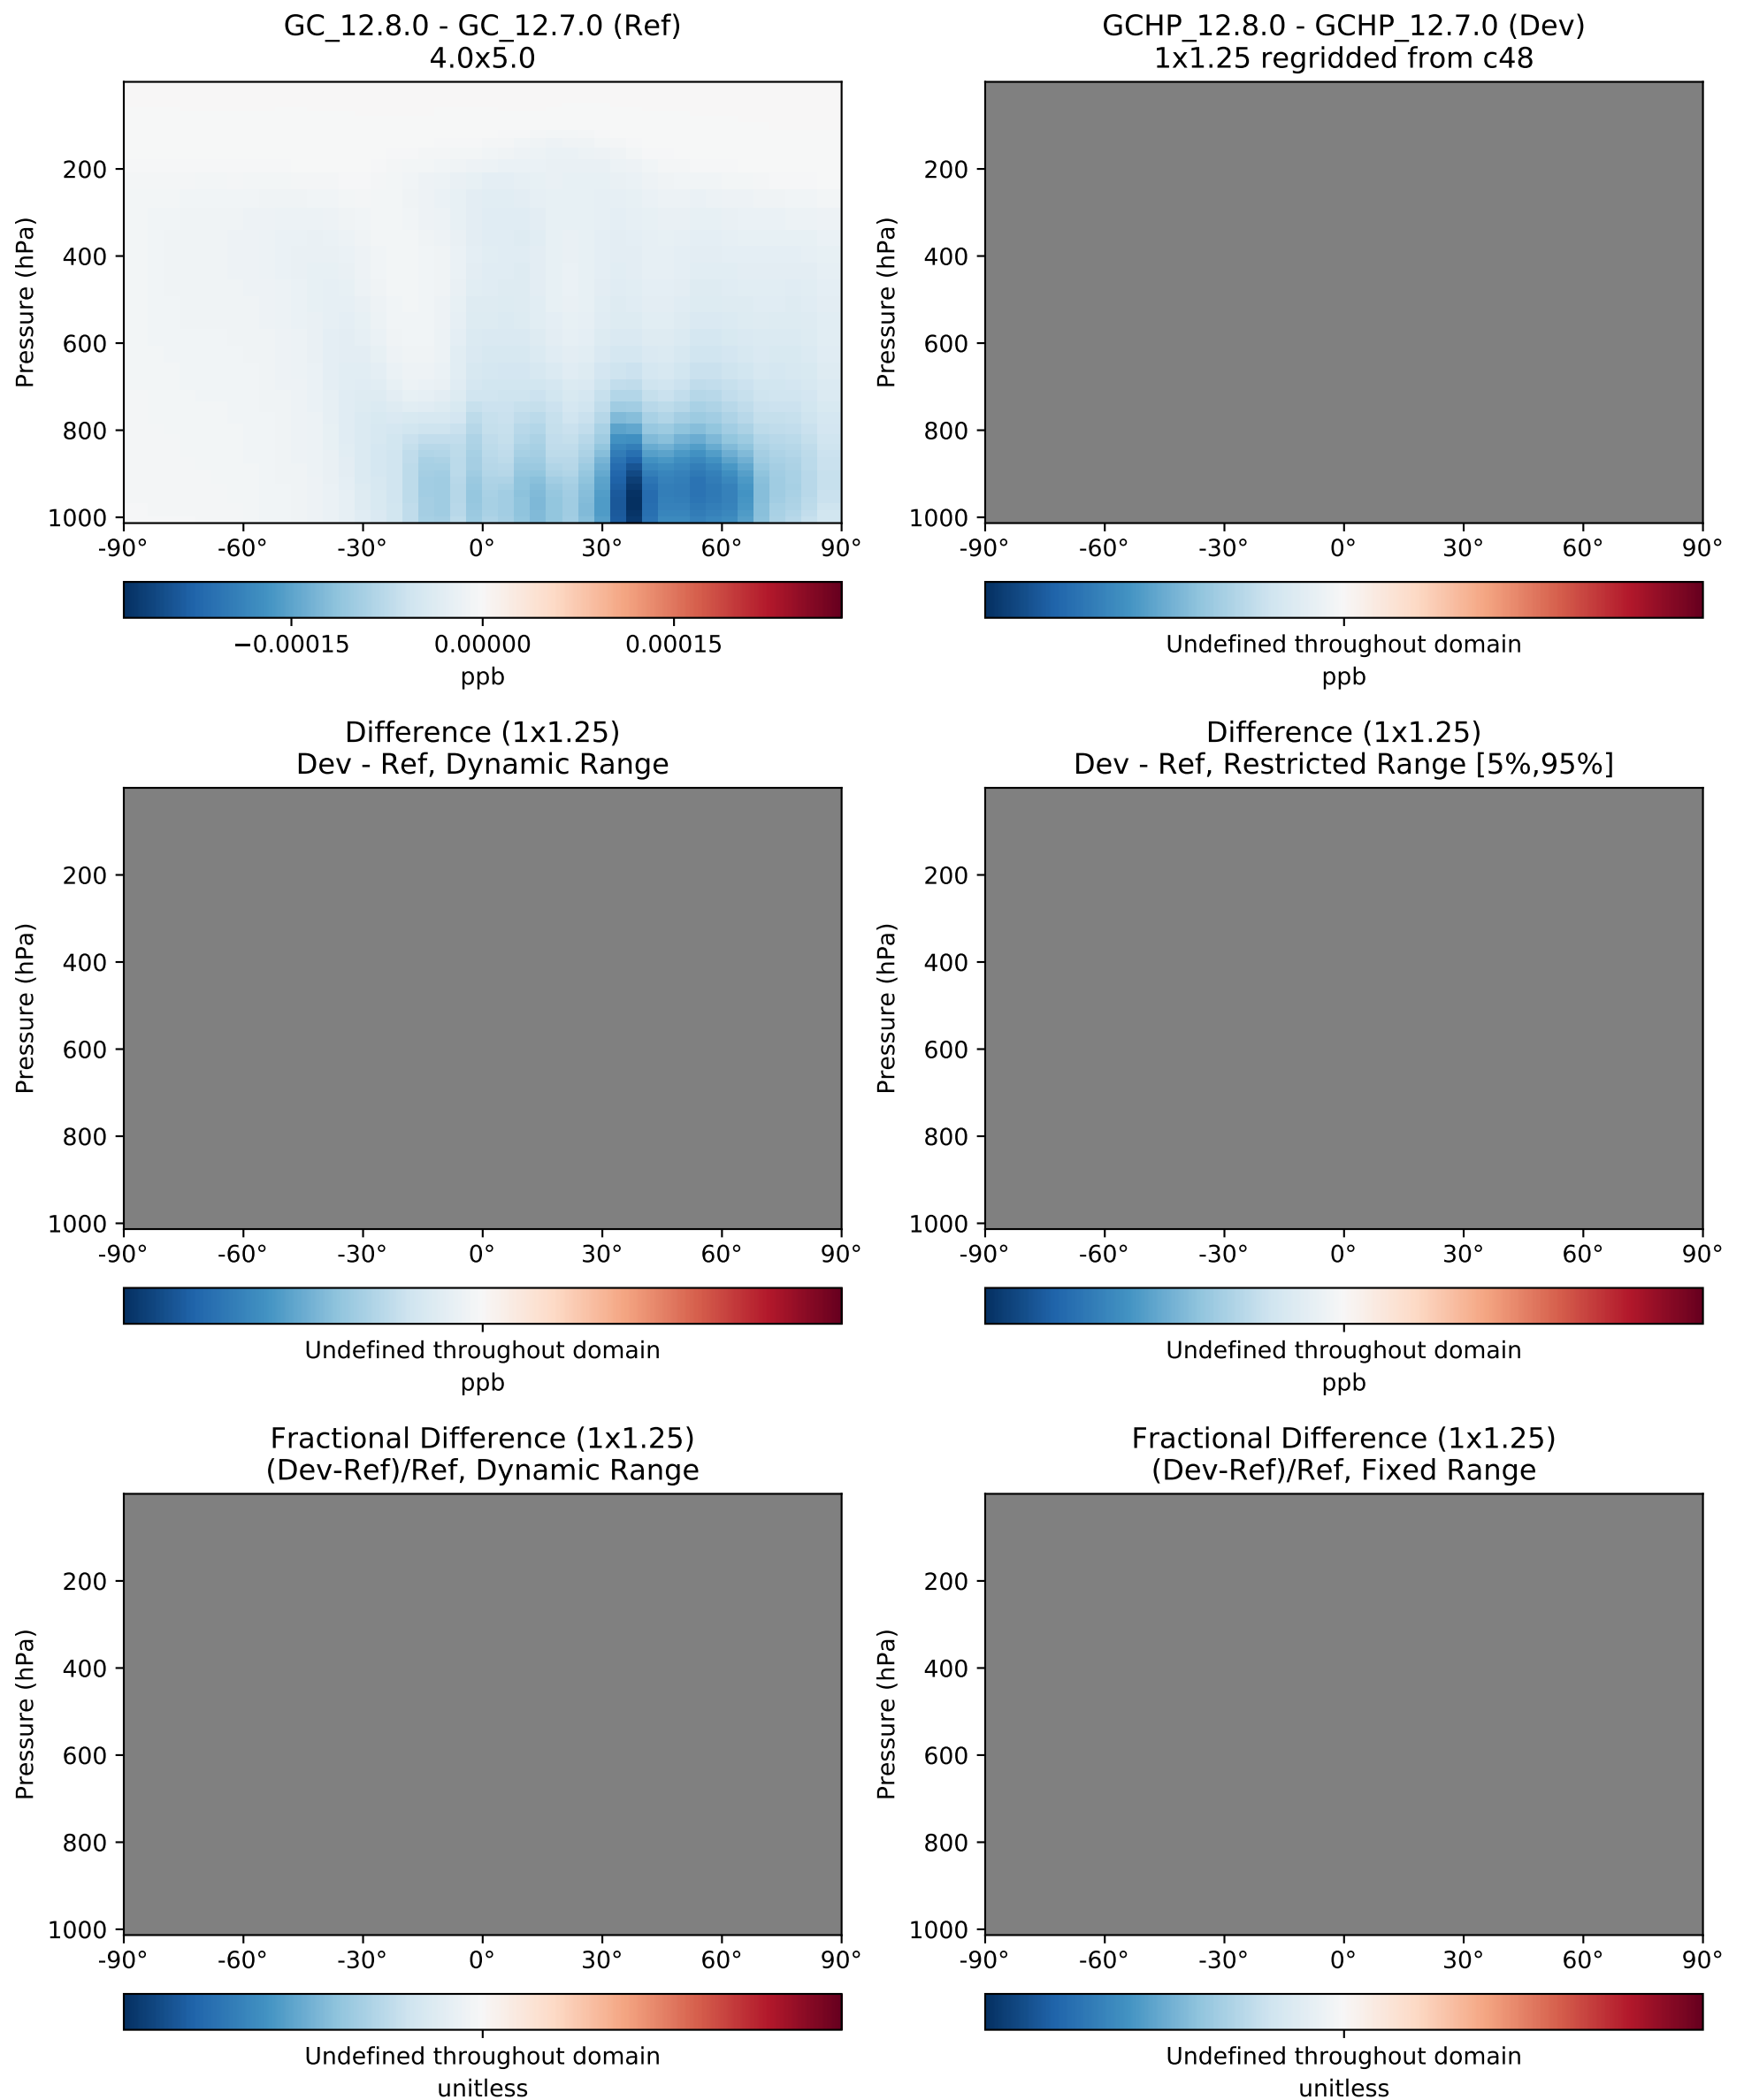 GC_12.8.0 - GC_12.7.0 (Ref)
4.0x5.0
Pressure (hPa)
200
400
600
800
1000
-90° -60° -30° 0° 30° 60° 90°
−0.00015 0.00000 0.00015
ppb
GCHP_12.8.0 - GCHP_12.7.0 (Dev)
1x1.25 regridded from c48
Pressure (hPa)
200
400
600
800
1000
-90° -60° -30° 0° 30° 60° 90°
Undefined throughout domain
ppb
Difference (1x1.25)
Dev - Ref, Dynamic Range
Pressure (hPa)
200
400
600
800
1000
-90° -60° -30° 0° 30° 60° 90°
Undefined throughout domain
ppb
Difference (1x1.25)
Dev - Ref, Restricted Range [5%,95%]
Pressure (hPa)
200
400
600
800
1000
-90° -60° -30° 0° 30° 60° 90°
Undefined throughout domain
ppb
Fractional Difference (1x1.25)
(Dev-Ref)/Ref, Dynamic Range
Pressure (hPa)
200
400
600
800
1000
-90° -60° -30° 0° 30° 60° 90°
Undefined throughout domain
unitless
Fractional Difference (1x1.25)
(Dev-Ref)/Ref, Fixed Range
Pressure (hPa)
200
400
600
800
1000
-90° -60° -30° 0° 30° 60° 90°
Undefined throughout domain
unitless